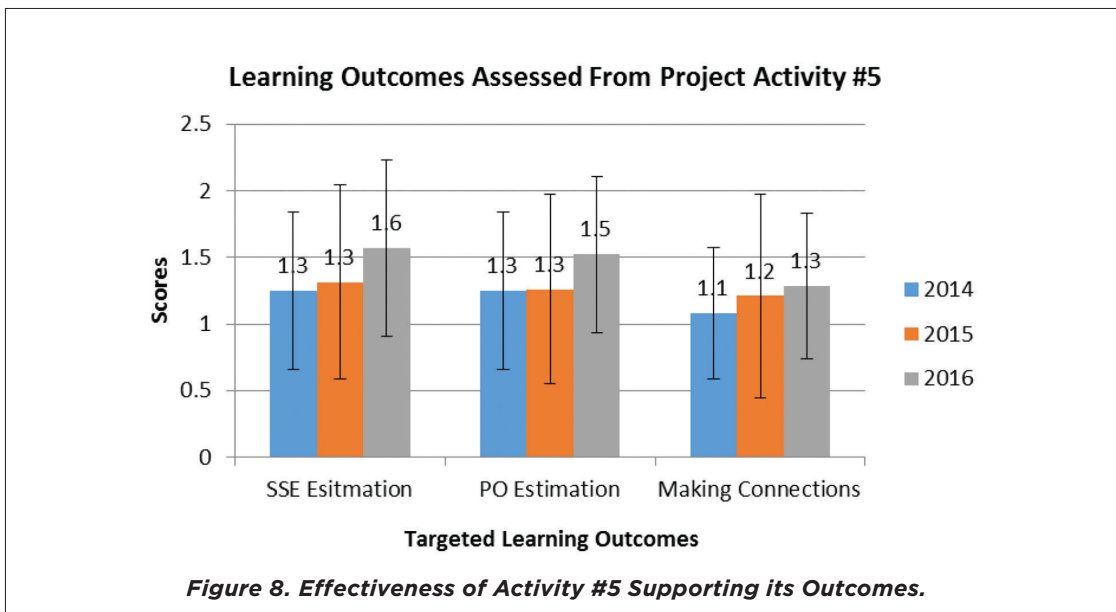 Learning Outcomes Assessed From Project Activity #5
2.5
2
1.5
1
0.5
0
Scores
1.3
1.3
1.6
1.3
1.3
1.5
1.1
1.2
1.3
2014
2015
2016
SSE Esitmation
PO Estimation
Making Connections
Targeted Learning Outcomes
Figure 8. Effectiveness of Activity #5 Supporting its Outcomes.